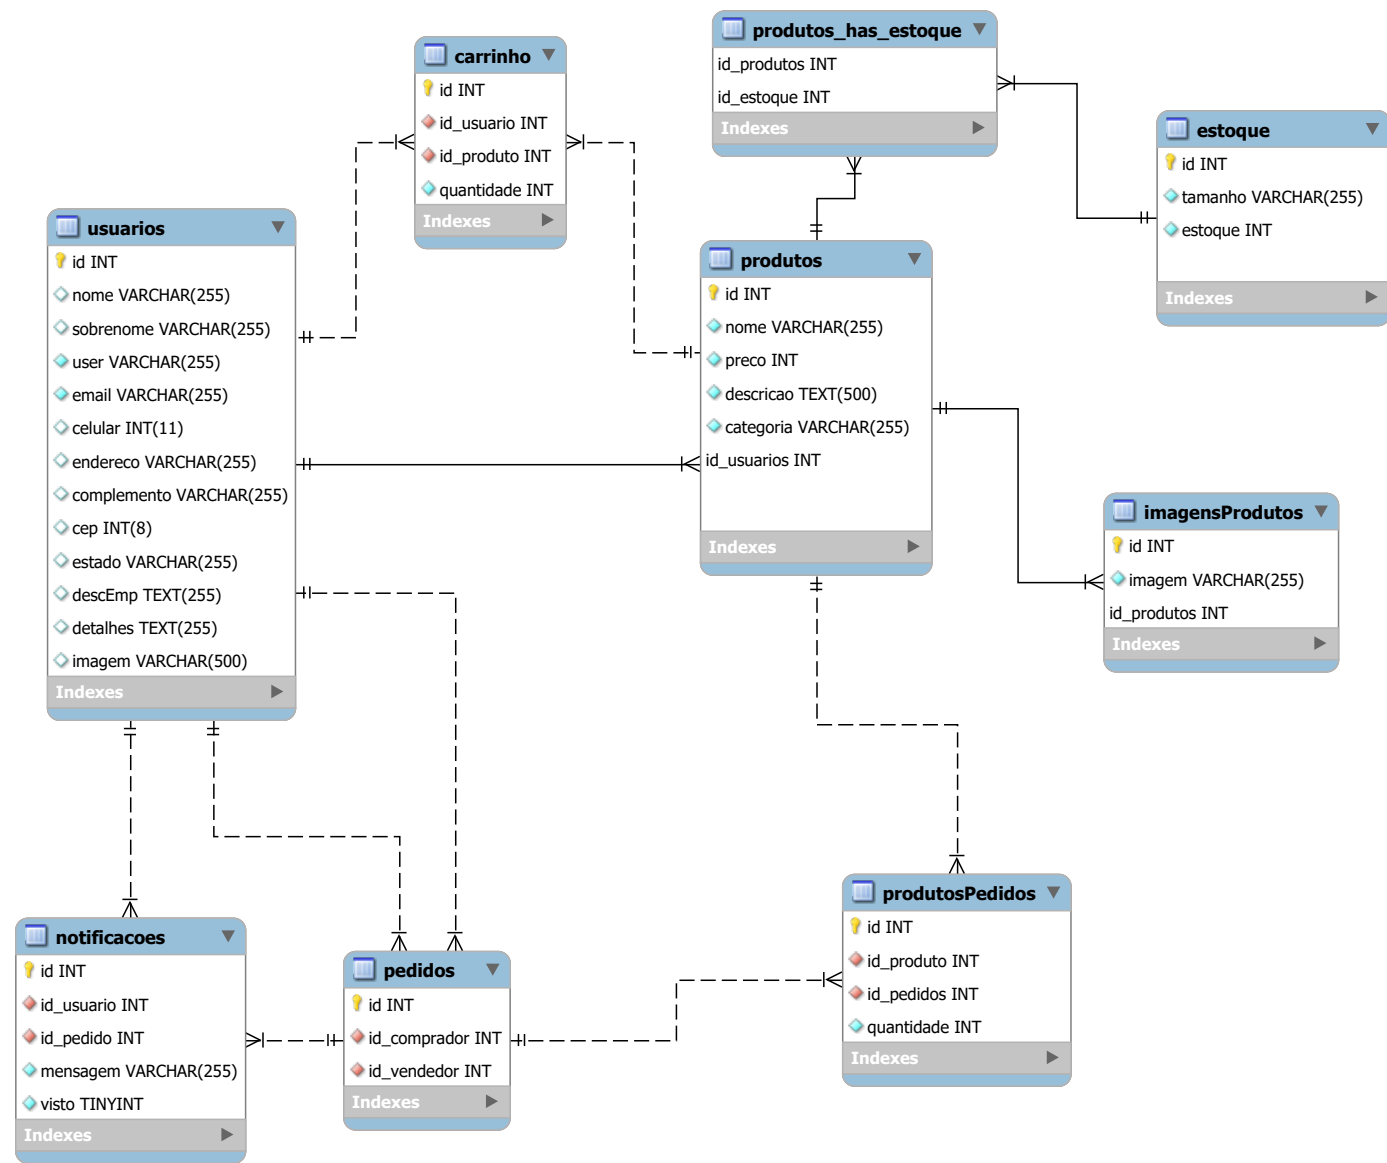 carrinho
id INT
id_usuario INT
id_produto INT
quantidade INT
Indexes
produtos_has_estoque
id_produtos INT
id_estoque INT
Indexes
estoque
id INT
tamanho VARCHAR(255)
estoque INT
Indexes
usuarios
id INT
nome VARCHAR(255)
sobrenome VARCHAR(255)
user VARCHAR(255)
email VARCHAR(255)
celular INT(11)
endereco VARCHAR(255)
complemento VARCHAR(255)
cep INT(8)
estado VARCHAR(255)
descEmp TEXT(255)
detalhes TEXT(255)
imagem VARCHAR(500)
Indexes
produtos
id INT
nome VARCHAR(255)
preco INT
descricao TEXT(500)
categoria VARCHAR(255)
id_usuarios INT
Indexes
imagensProdutos
id INT
imagem VARCHAR(255)
id_produtos INT
Indexes
notificacoes
id INT
id_usuario INT
id_pedido INT
mensagem VARCHAR(255)
visto TINYINT
Indexes
pedidos
id INT
id_comprador INT
id_vendedor INT
Indexes
produtosPedidos
id INT
id_produto INT
id_pedidos INT
quantidade INT
Indexes